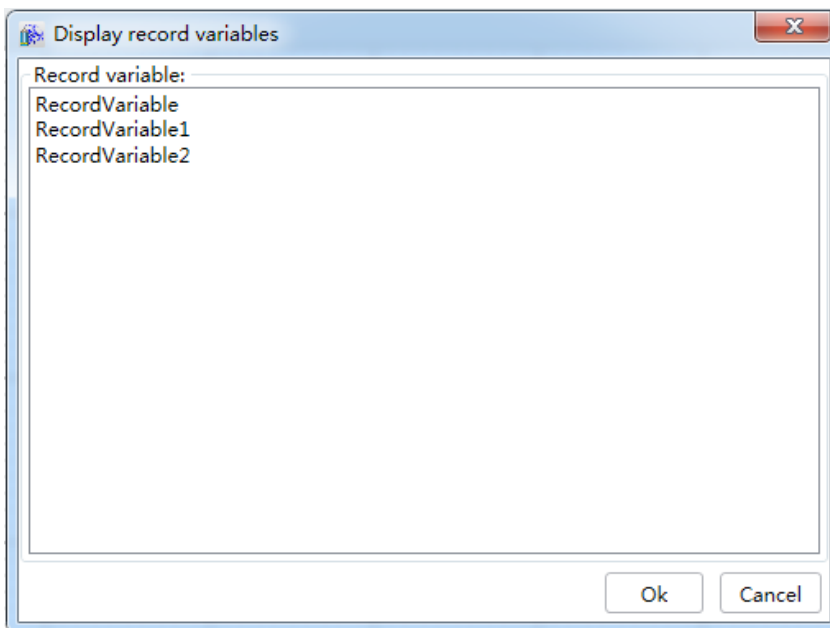 Display record variables
Record variable:
RecordVariable
RecordVariable1
RecordVariable2
Ok
Cancel